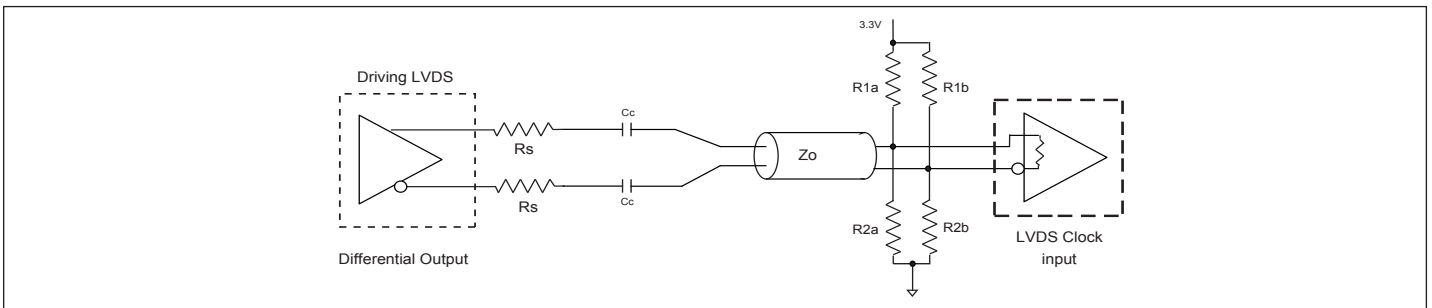 3.3V
Driving LVDS
R1a
R1b
Cc
Rs
Zo
Cc
Rs
R2a
R2b
LVDS Clock
input
Differential Output